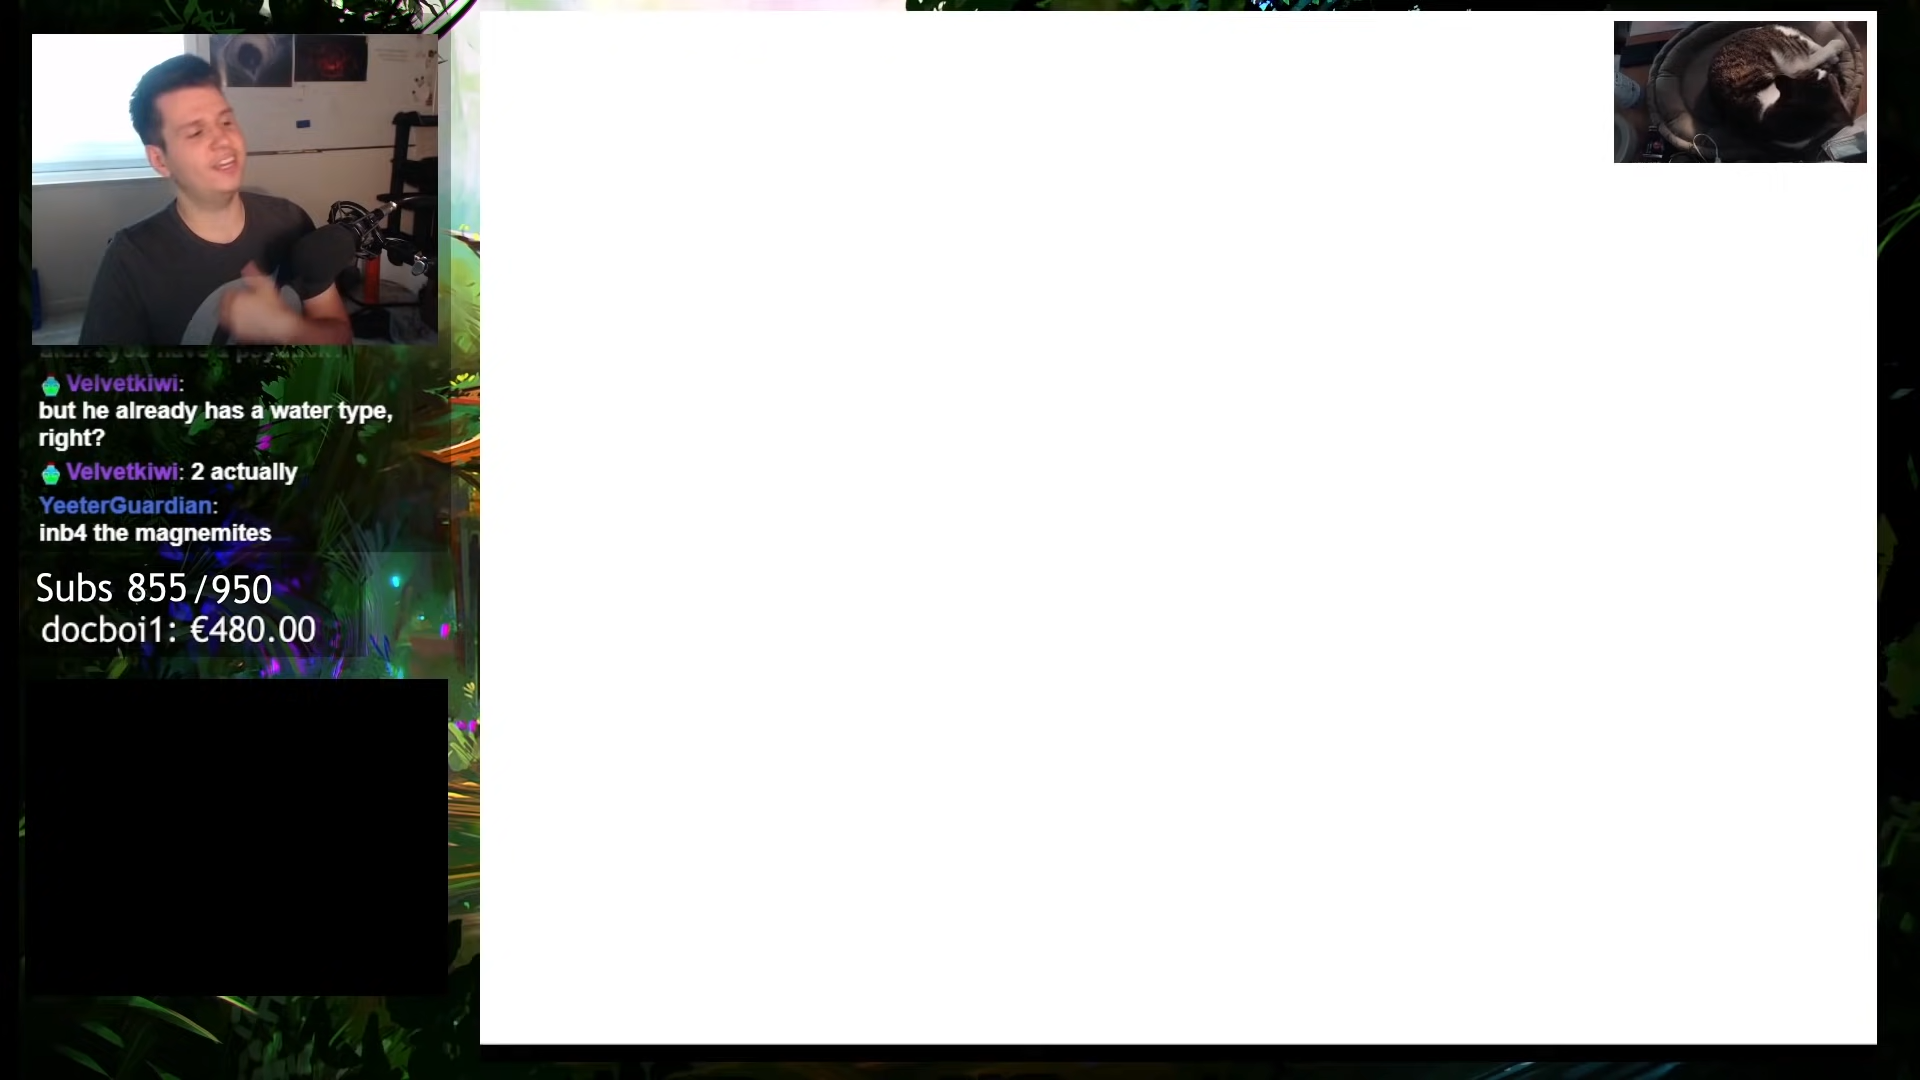 Velvetkiwi:
but he already has a water type,
right?
Velvetkiwi: 2 actually
YeeterGuardian:
inb4 the magnemites
Subs 855/950
docboi1: €480.00